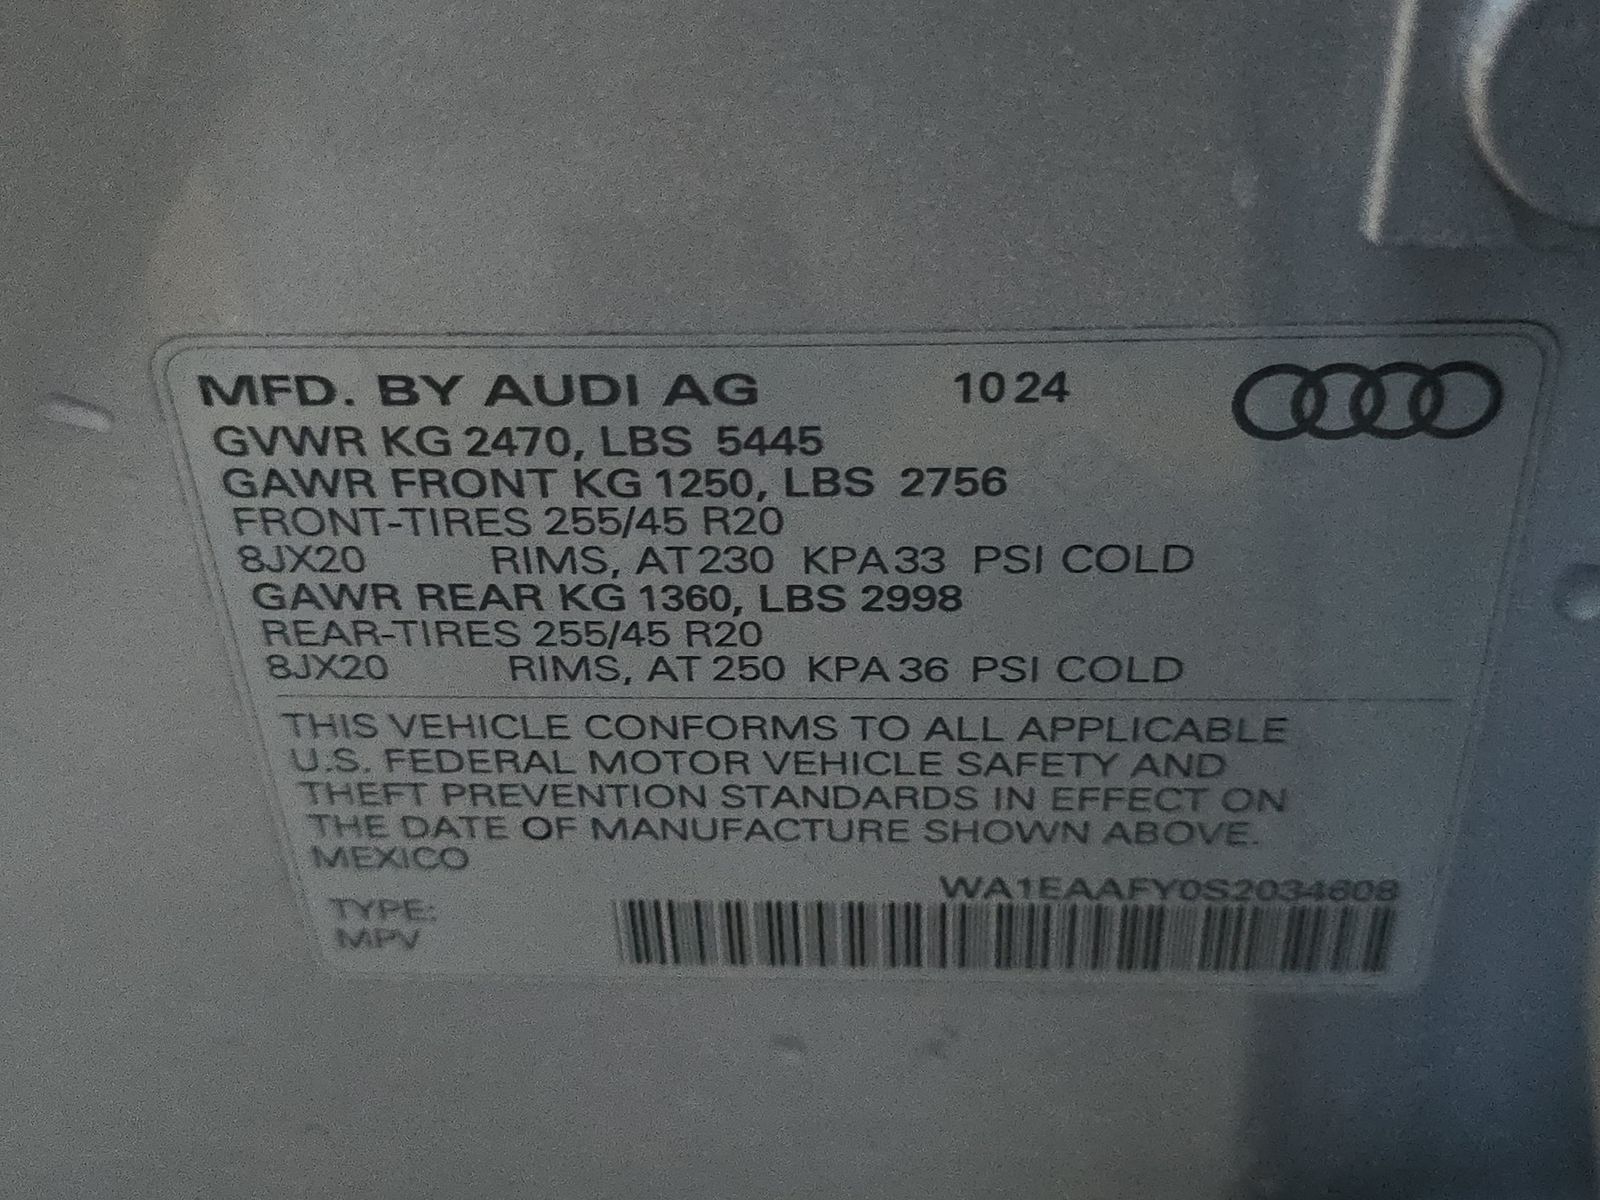 MFD. BY AUDI AG 10 24
GVWR KG 2470, LBS 5445
GAWR FRONT KG 1250, LBS 2756
FRONT-TIRES 255/45 R20
8JX20 RIMS, AT 230 KPA 33 PSI COLD
GAWR REAR KG 1360, LBS 2998
REAR-TIRES 255/45 R20
8JX20 RIMS, AT 250 KPA 36 PSI COLD
THIS VEHICLE CONFORMS TO ALL APPLICABLE
U.S. FEDERAL MOTOR VEHICLE SAFETY AND
THEFT PREVENTION STANDARDS IN EFFECT ON
THE DATE OF MANUFACTURE SHOWN ABOVE.
MEXICO
WA1EAAFY0S2034608
TYPE:
MPV